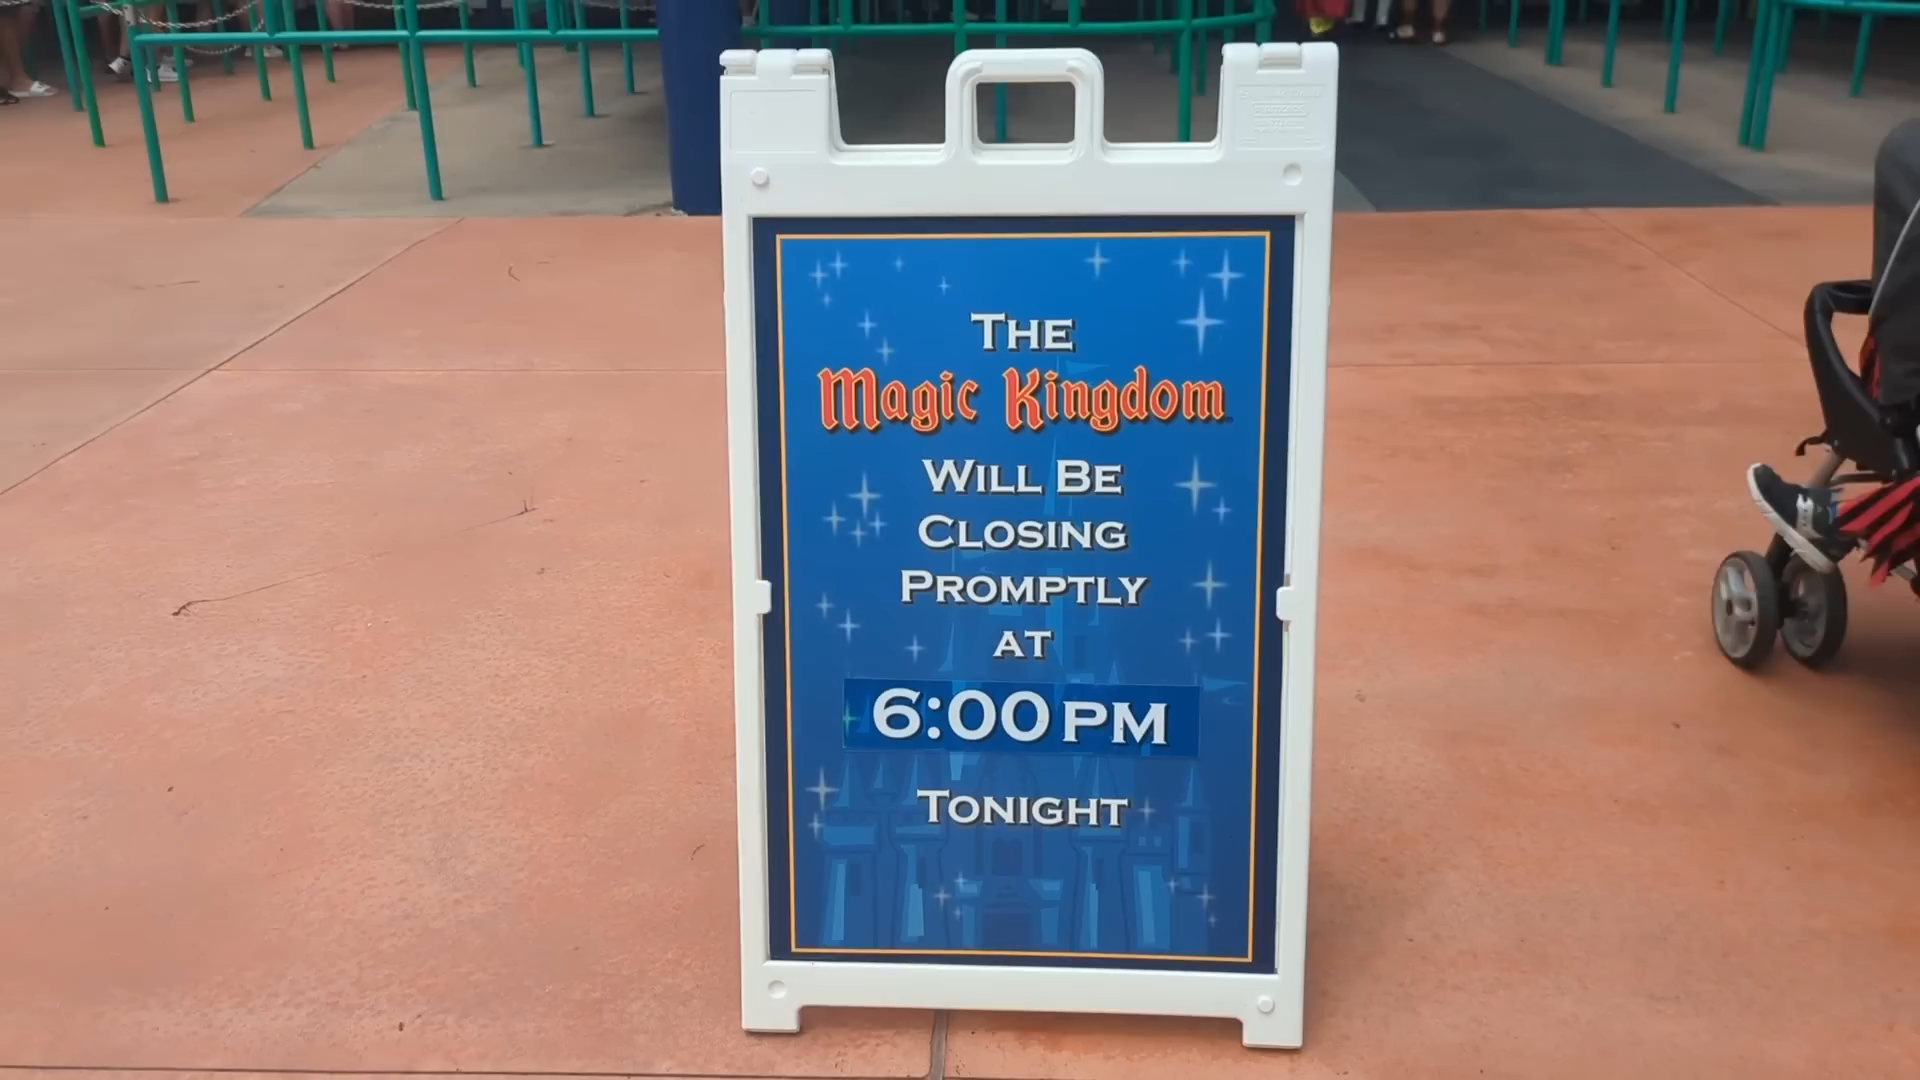 THE
Magic Kingdom
WILL BE
CLOSING
PROMPTLY
AT
6:00 PM
TONIGHT